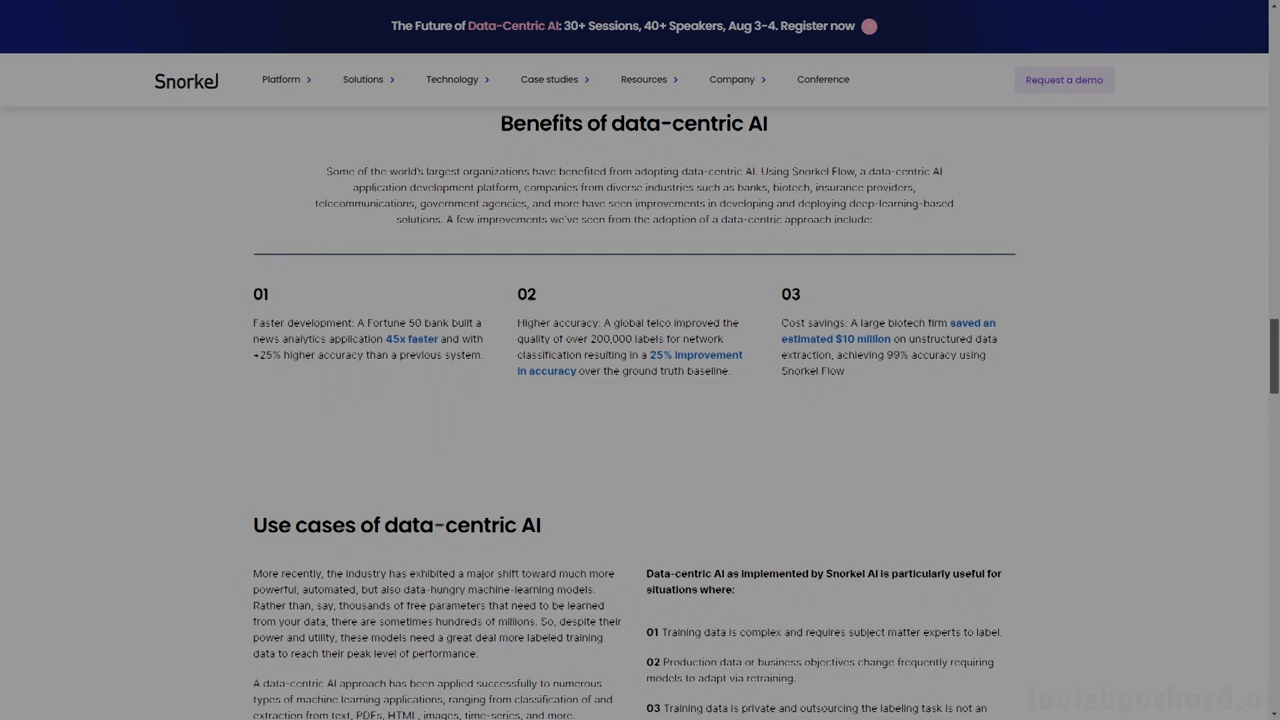 The Future of Data-Centric AI: 30+ Sessions, 40+ Speakers, Aug 3-4. Register now
Snorkel
Platform
Solutions
Technology
Case studies
Resources
Company
Conference
Request a demo
Benefits of data-centric AI
Some of the world's largest organizations have benefited from adopting data-centric AI. Using Snorkel Flow, a data-centric AI
application development platform, companies from diverse industries such as banks, biotech, insurance providers,
telecommunications, government agencies, and more have seen improvements in developing and deploying deep-learning-based
solutions. A few improvements we've seen from the adoption of a data-centric approach include:
01
Faster development: A Fortune 50 bank built a
news analytics application 45x faster and with
+25% higher accuracy than a previous system.
02
Higher accuracy: A global telco improved the
quality of over 200,000 labels for network
classification resulting in a 25% improvement
in accuracy over the ground truth baseline.
03
Cost savings: A large biotech firm saved an
estimated $10 million on unstructured data
extraction, achieving 99% accuracy using
Snorkel Flow
Use cases of data-centric AI
More recently, the industry has exhibited a major shift toward much more
powerful, automated, but also data-hungry machine-learning models.
Rather than, say, thousands of free parameters that need to be learned
from your data, there are sometimes hundreds of millions. So, despite their
power and utility, these models need a great deal more labeled training
data to reach their peak level of performance.
A data-centric AI approach has been applied successfully to numerous
types of machine learning applications, ranging from classification of and
extraction from text, PDFs, HTML, images, time-series, and more.
Data-centric AI as implemented by Snorkel AI is particularly useful for
situations where:
01 Training data is complex and requires subject matter experts to label.
02 Production data or business objectives change frequently requiring
models to adapt via retraining.
03 Training data is private and outsourcing the labeling task is not an
louisbouchard.a